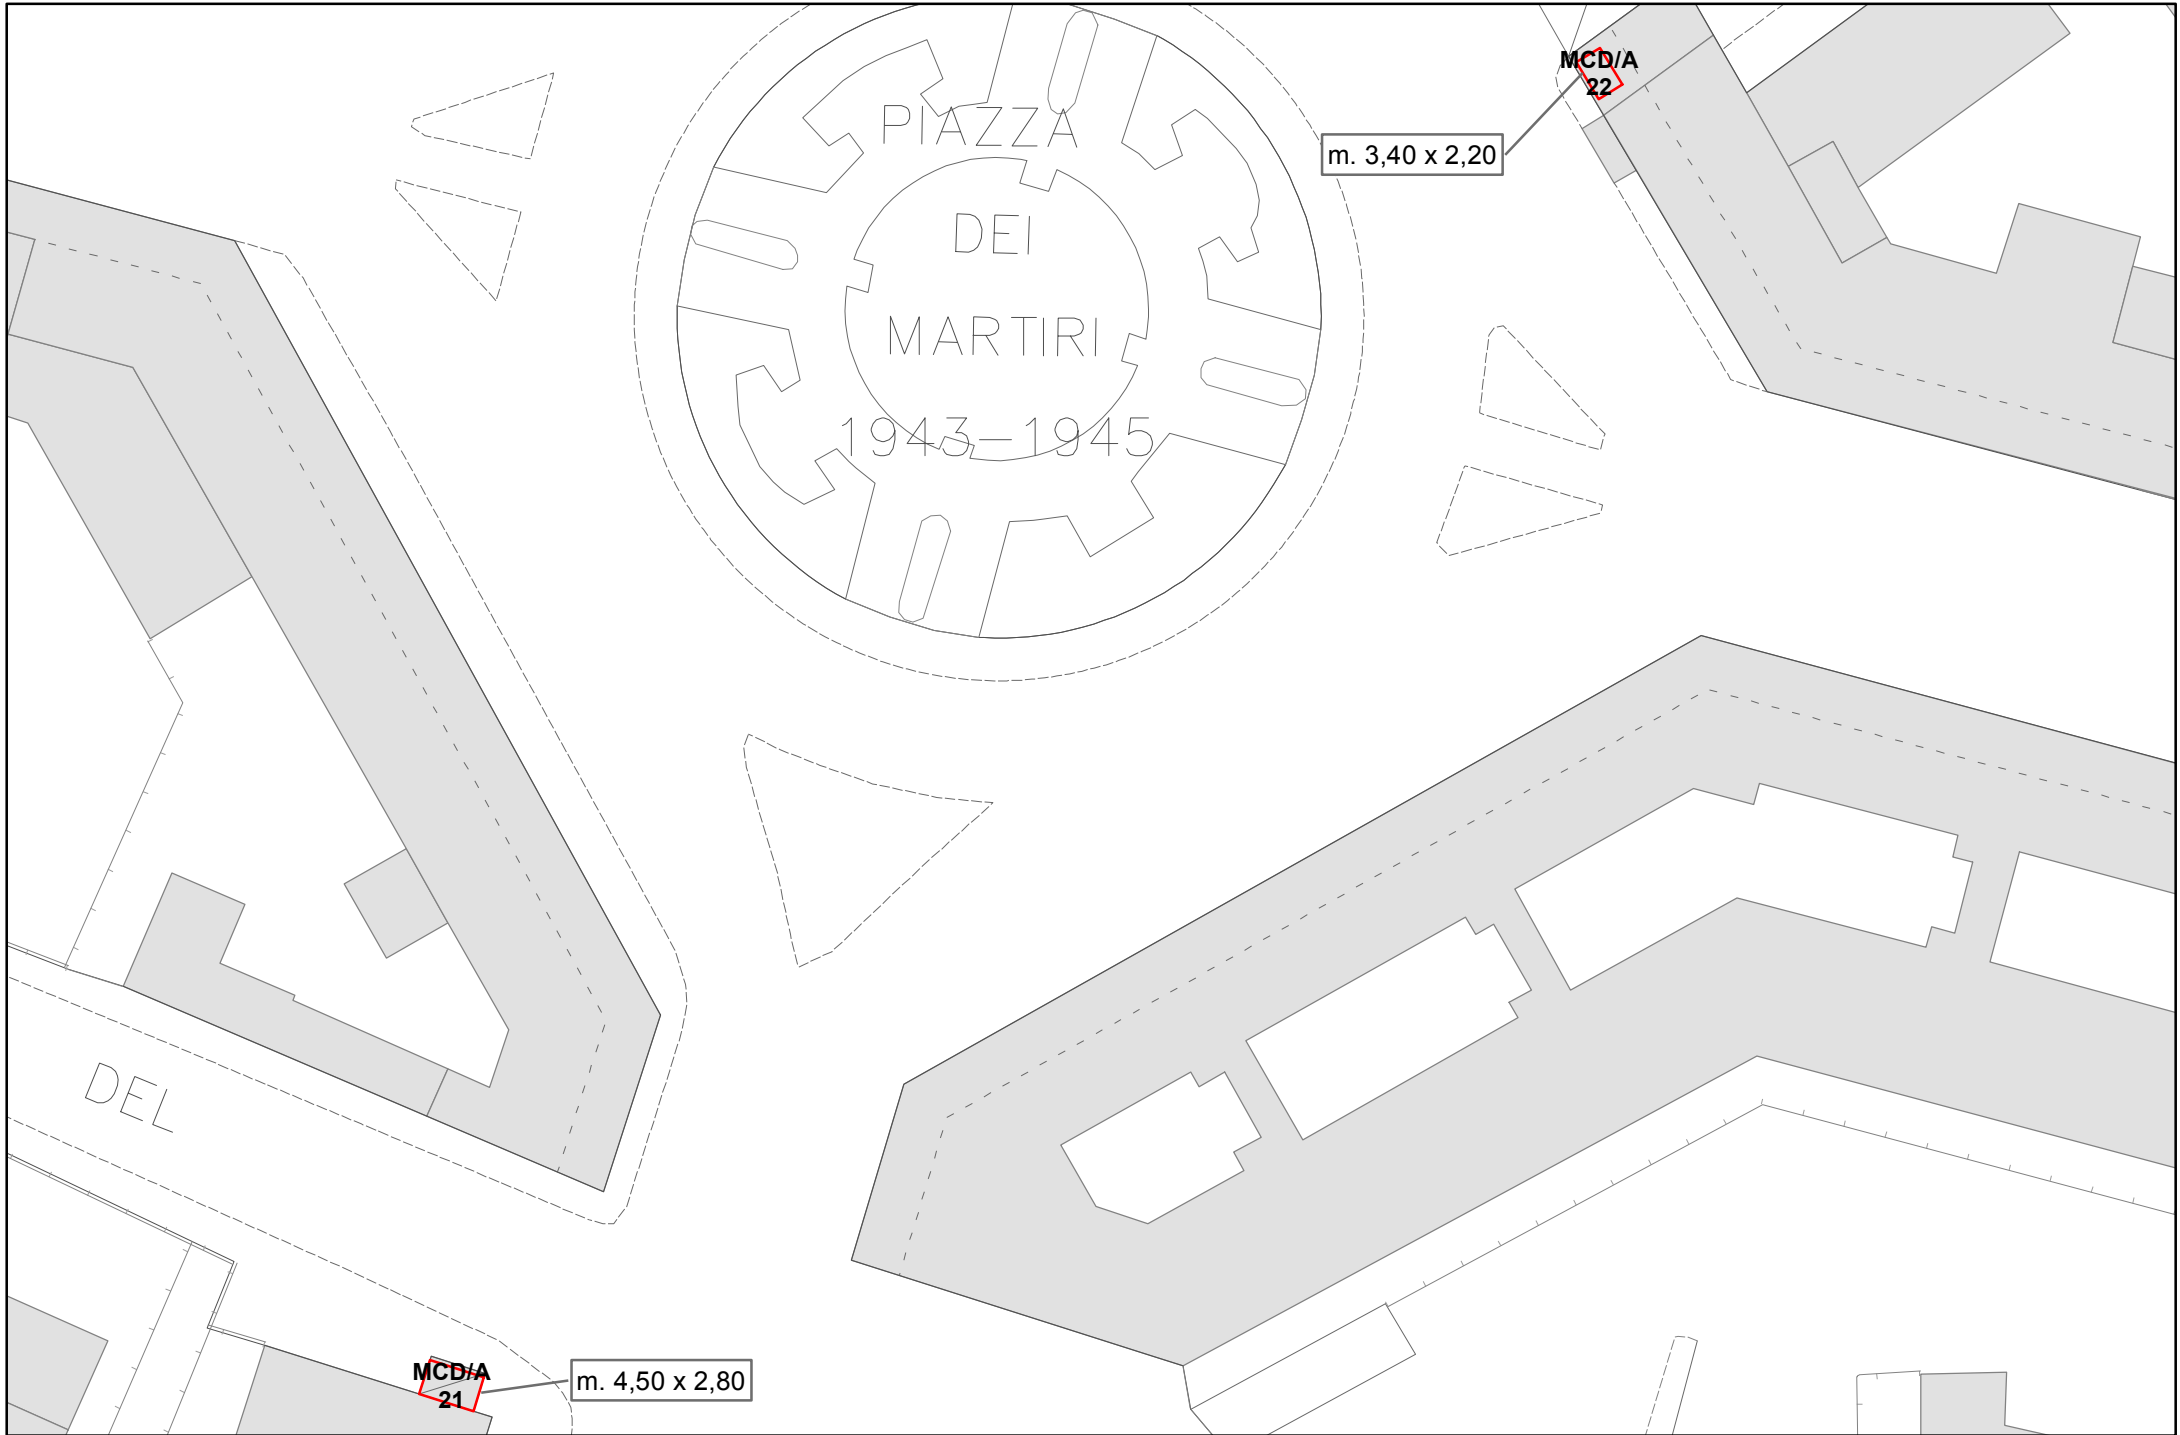 MCD/A
22
PIAZZA
m. 3,40 x 2,20
DEI
MARTIRI
1943-1945
DEL
MCD/A
21
m. 4,50 x 2,80